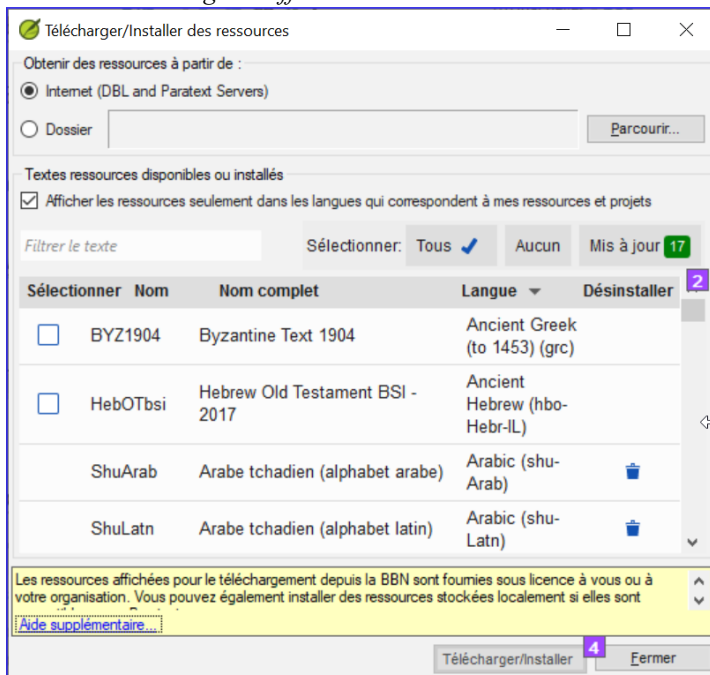 Télécharger/Installer des ressources
Obtenir des ressources à partir de :
Internet (DBL and Paratext Servers)
Dossier
Parcourir...
Textes ressources disponibles ou installés
Afficher les ressources seulement dans les langues qui correspondent à mes ressources et projets
Filtrer le texte
Sélectionner: Tous Aucun Mis à jour 17
2
Sélectionner Nom Nom complet Langue Désinstaller
BYZ1904 Byzantine Text 1904 Ancient Greek
(to 1453) (grc)
HebOTbsi Hebrew Old Testament BSI -
2017
Ancient
Hebrew (hbo-
Hebr-IL)
ShuArab Arabe tchadien (alphabet arabe) Arabic (shu-
Arab)
ShuLatn Arabe tchadien (alphabet latin) Arabic (shu-
Latn)
Les ressources affichées pour le téléchargement depuis la BBN sont fournies sous licence à vous ou à
votre organisation. Vous pouvez également installer des ressources stockées localement si elles sont
Aide supplémentaire...
Télécharger/Installer 4 Fermer